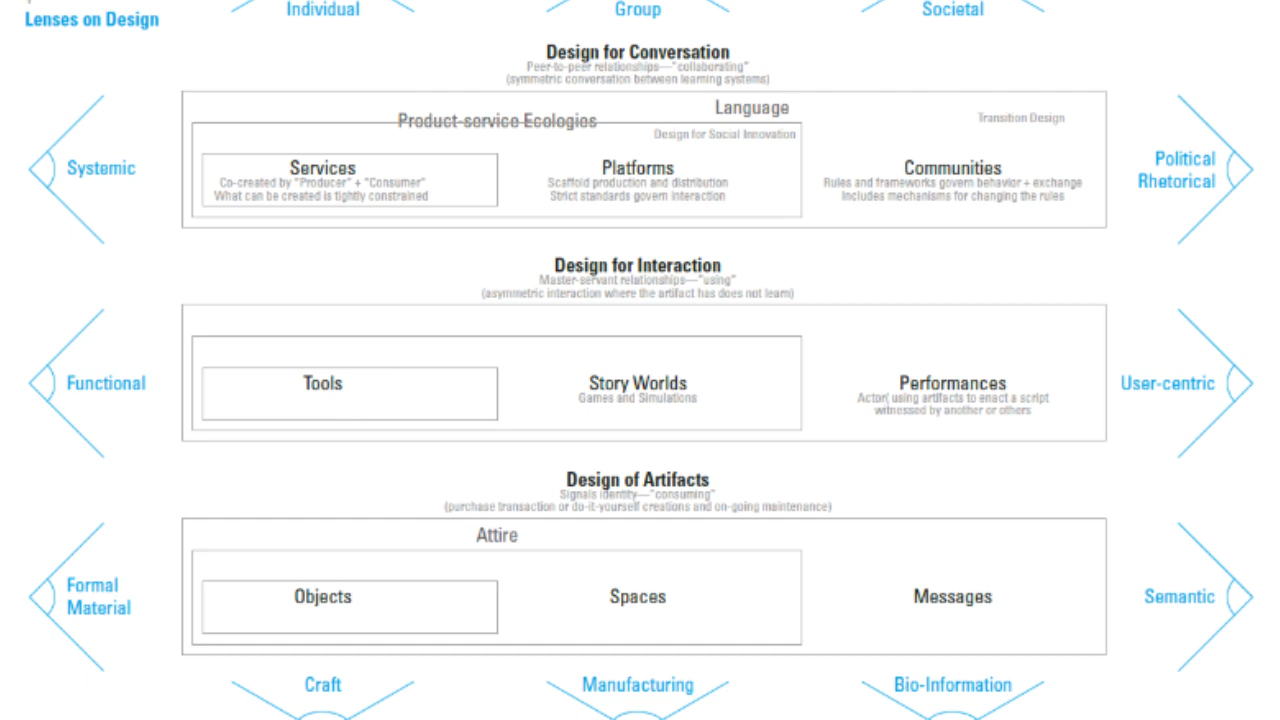 Lenses on Design
Individual
Group
Societal
Design for Conversation
Peer-to-peer relationships—"collaborating"
(symmetric conversation between learning systems)
Language
Product-service Ecologies
Transition Design
Design for Social Innovation
Systemic
Services
Co-created by "Producer" + "Consumer"
What can be created is tightly constrained
Platforms
Scaffold production and distribution
Strict standards govern interaction
Communities
Rules and frameworks govern behavior + exchange
Includes mechanisms for changing the rules
Political
Rhetorical
Design for Interaction
Master-servant relationships—"using"
(asymmetric interaction where the artifact has does not learn)
Functional
Tools
Story Worlds
Games and Simulations
Performances
Actor( using artifacts to enact a script
witnessed by another or others
User-centric
Design of Artifacts
Signals identity—"consuming"
(purchase transaction or do-it-yourself creations and on-going maintenance)
Attire
Formal
Material
Objects
Spaces
Messages
Semantic
Craft
Manufacturing
Bio-Information